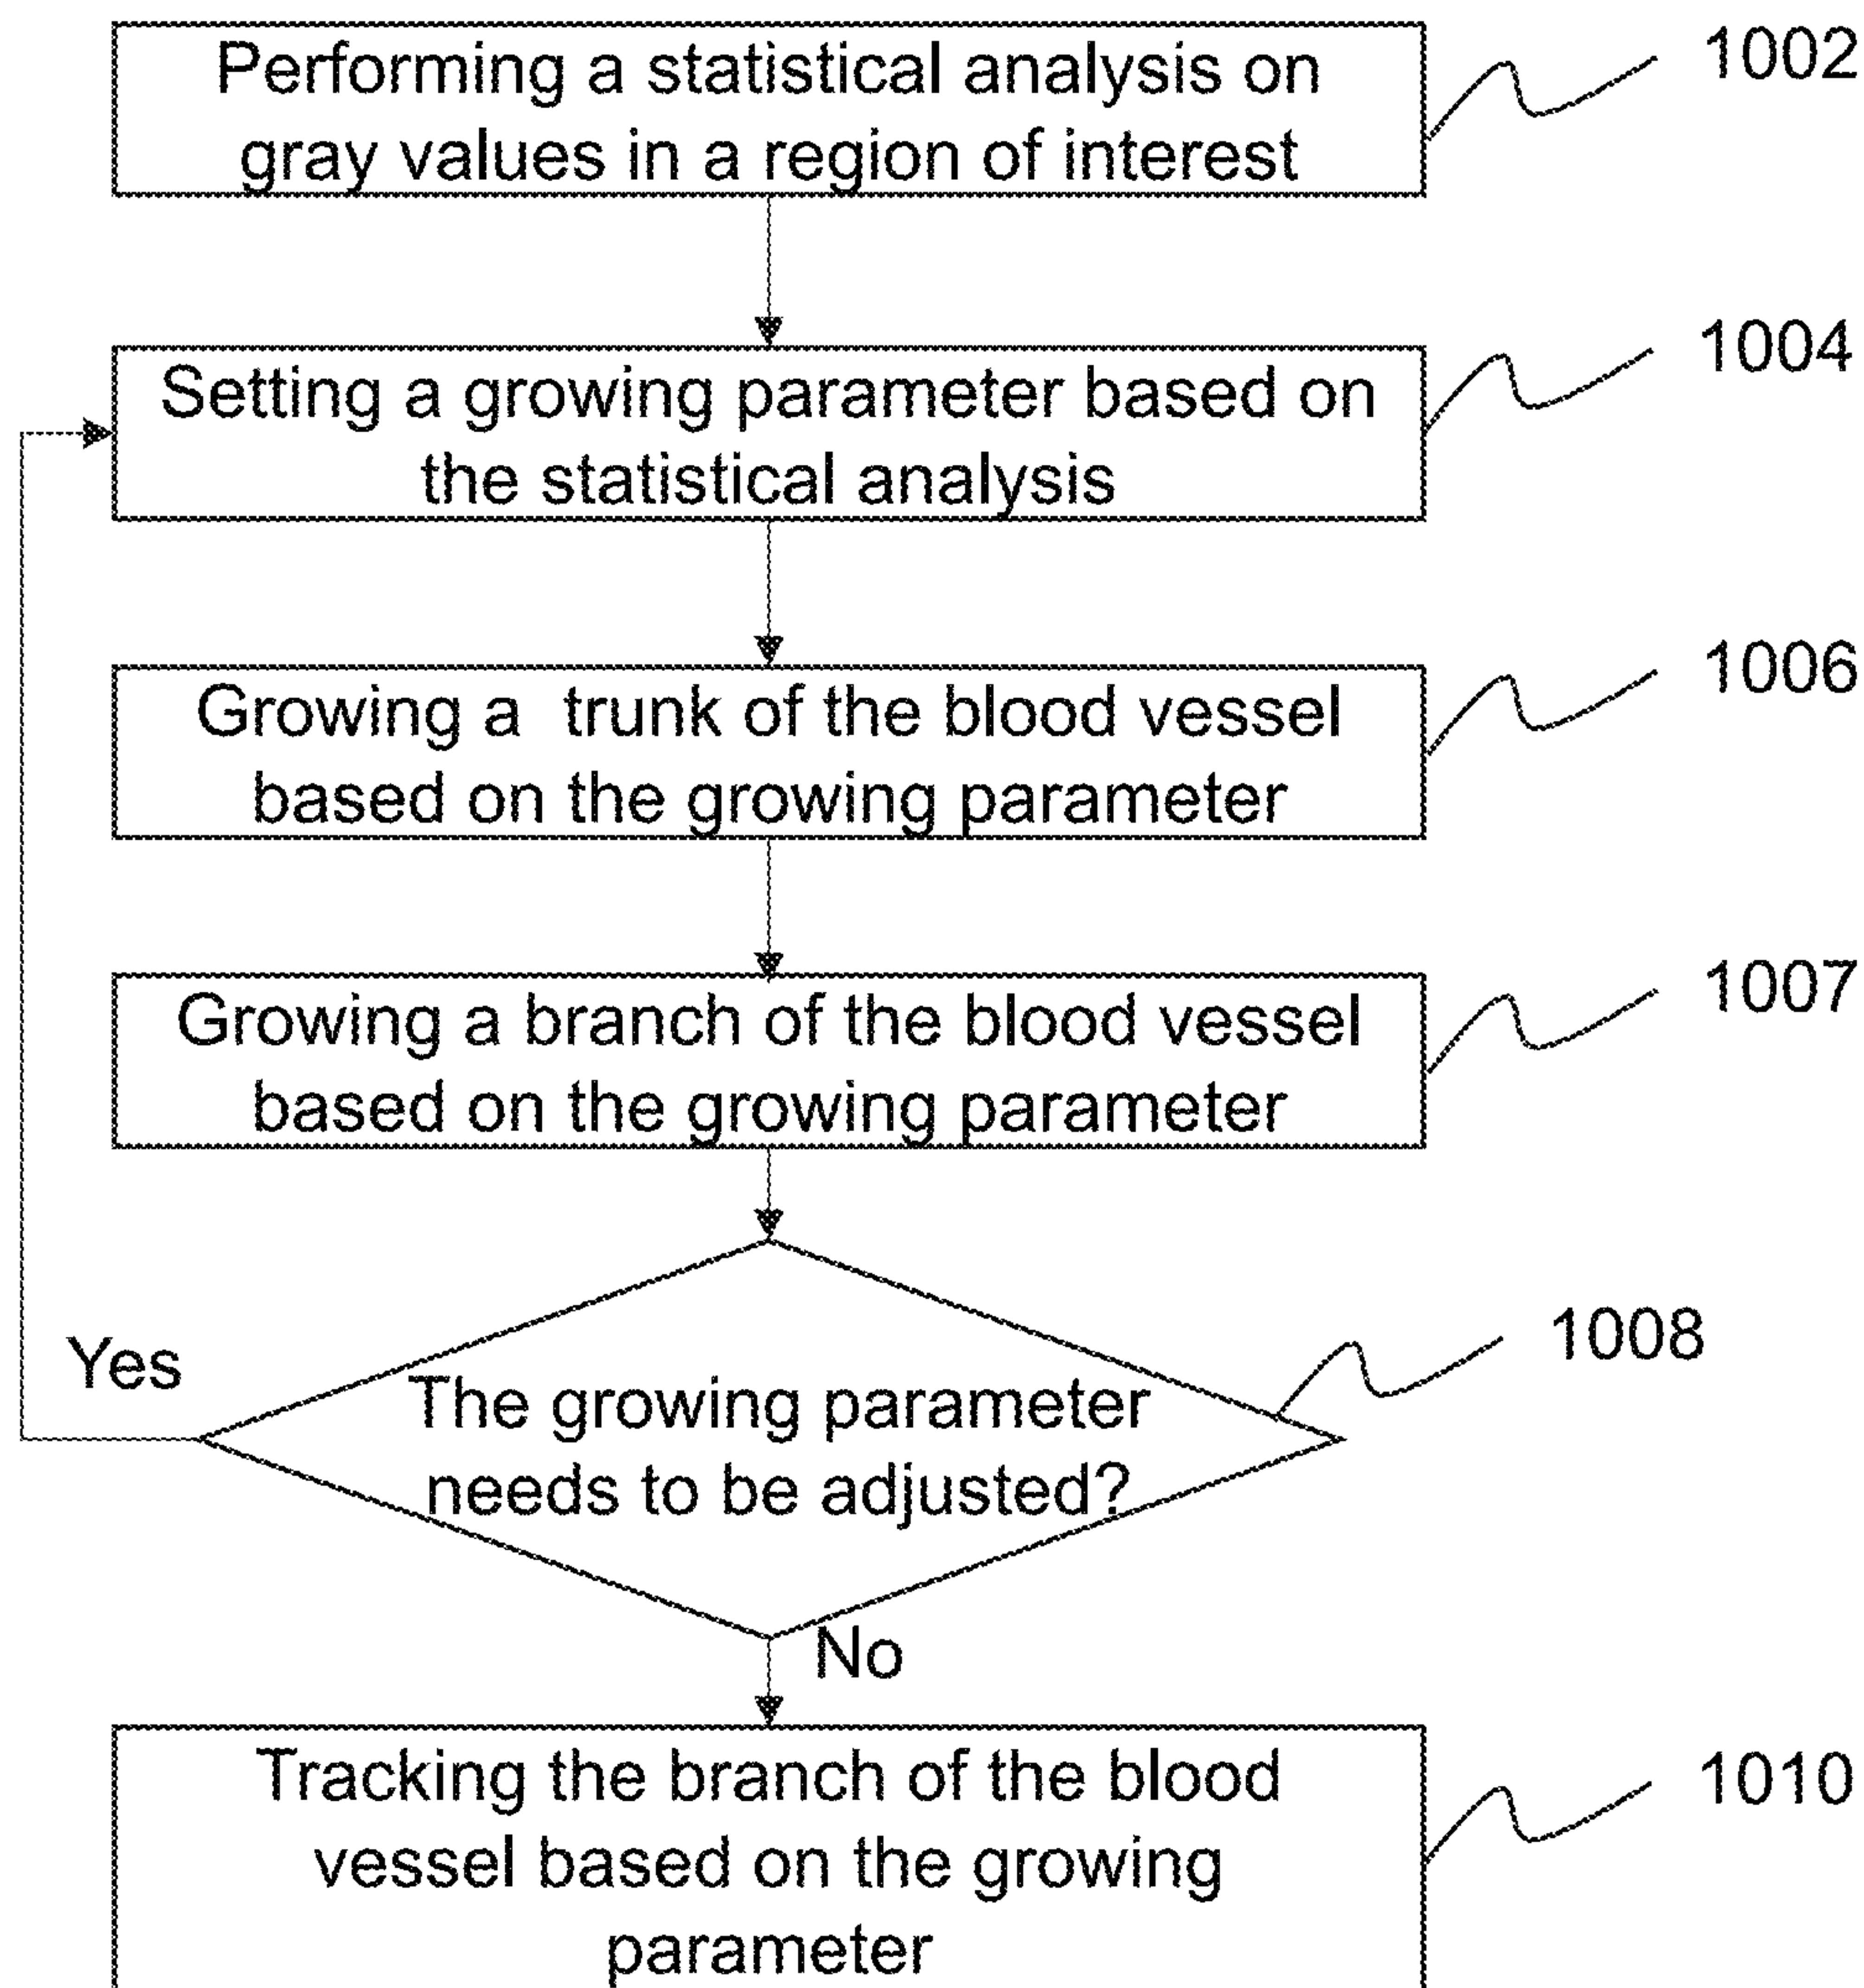 Performing a statistical analysis on
gray values in a region of interest
1002
Setting a growing parameter based on
the statistical analysis
1004
Growing a  trunk of the blood vessel
based on the growing parameter
1006
Growing a branch of the blood vessel
based on the growing parameter
1007
Yes
The growing parameter
needs to be adjusted?
1008
No
Tracking the branch of the blood
vessel based on the growing
parameter
1010